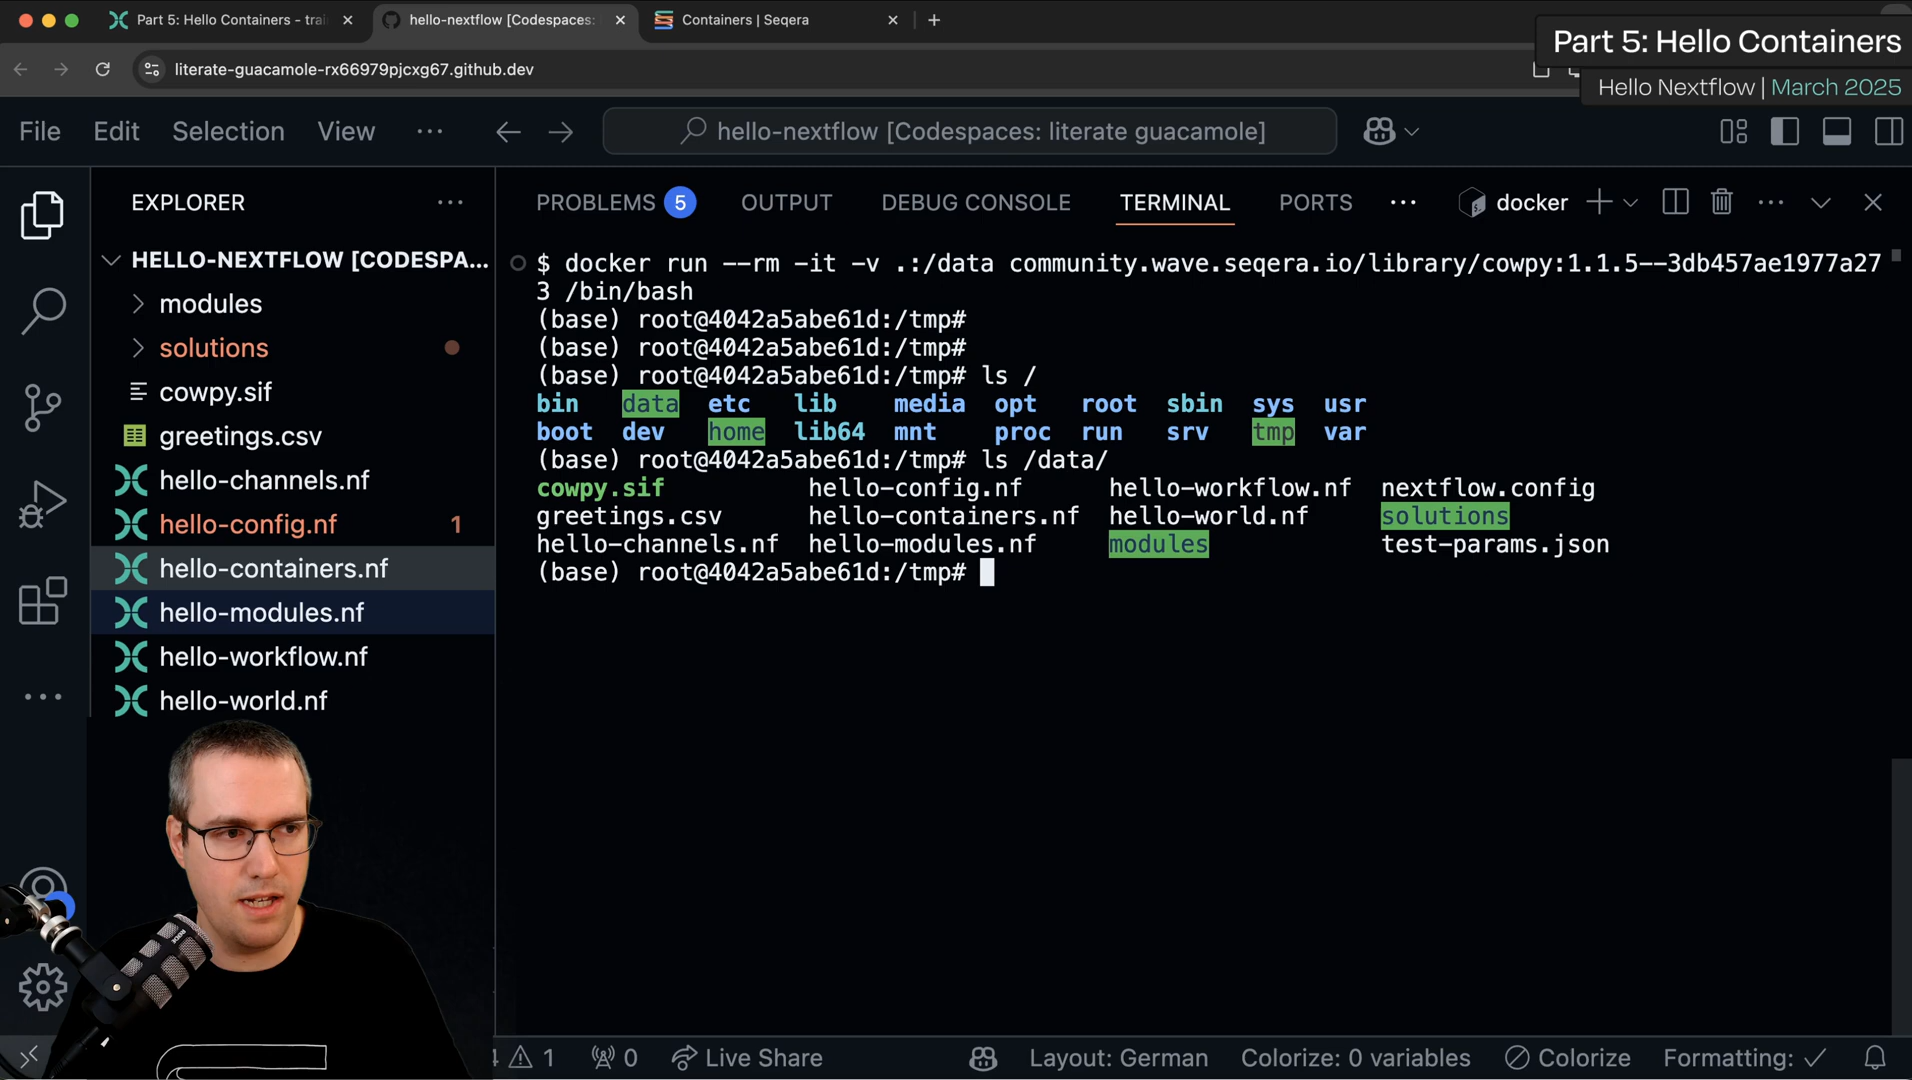 Part 5: Hello Containers - trai
hello-nextflow [Codespaces:
Containers | Seqera
Part 5: Hello Containers
Hello Nextflow | March 2025
literate-guacamole-rx66979pjcxg67.github.dev
File Edit Selection View
hello-nextflow [Codespaces: literate guacamole]
EXPLORER
HELLO-NEXTFLOW [CODESPA...
modules
solutions
cowpy.sif
greetings.csv
hello-channels.nf
hello-config.nf 1
hello-containers.nf
hello-modules.nf
hello-workflow.nf
hello-world.nf
PROBLEMS 5 OUTPUT DEBUG CONSOLE TERMINAL PORTS docker
$ docker run --rm -it -v .:/data community.wave.seqera.io/library/cowpy:1.1.5--3db457ae1977a27
3 /bin/bash
(base) root@4042a5abe61d:/tmp#
(base) root@4042a5abe61d:/tmp#
(base) root@4042a5abe61d:/tmp# ls /
bin data etc lib media opt root sbin sys usr
boot dev home lib64 mnt proc run srv tmp var
(base) root@4042a5abe61d:/tmp# ls /data/
cowpy.sif hello-config.nf hello-workflow.nf nextflow.config
greetings.csv hello-containers.nf hello-world.nf solutions
hello-channels.nf hello-modules.nf modules test-params.json
(base) root@4042a5abe61d:/tmp#
1 0 Live Share Layout: German Colorize: 0 variables Colorize Formatting: